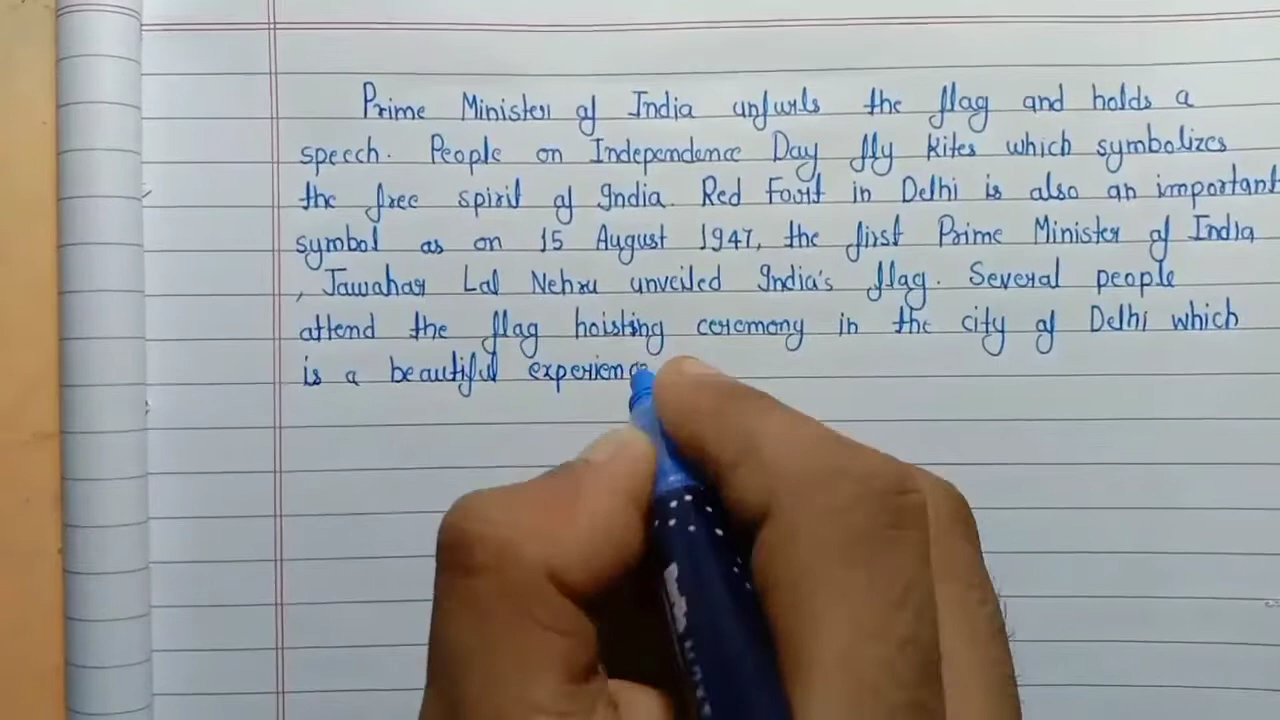 Prime Minister of India unfurls the flag and holds a
speech. People on Independence Day fly kites which symbolizes
the free spirit of India. Red Fort in Delhi is also an important
symbol as on 15 August 1947, the first Prime Minister of India
, Jawahar Lal Nehru unveiled India's flag. Several people
attend the flag hoisting ceremony in the city of Delhi which
is a beautiful experienc